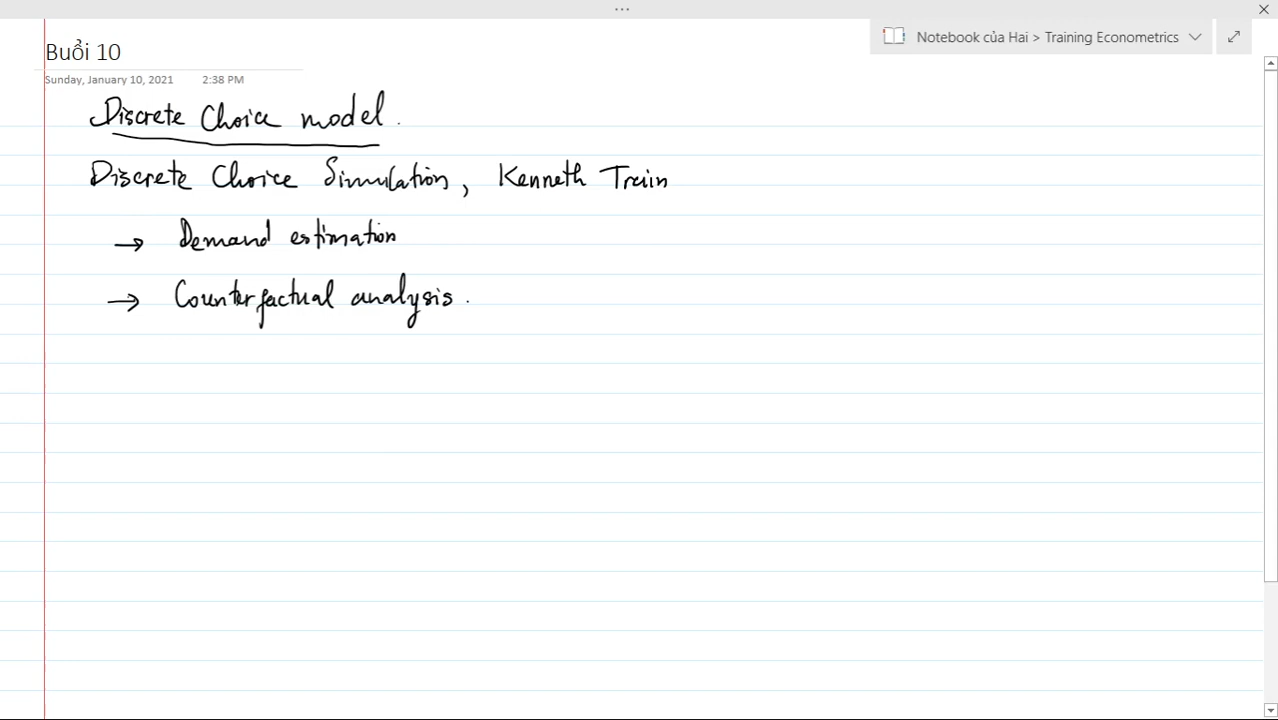 Buổi 10
Notebook của Hai > Training Econometrics
Sunday, January 10, 2021 2:38 PM
Discrete Choice model.
Discrete Choice Simulation, Kenneth Train
→ Demand estimation
→ Counterfactual analysis.